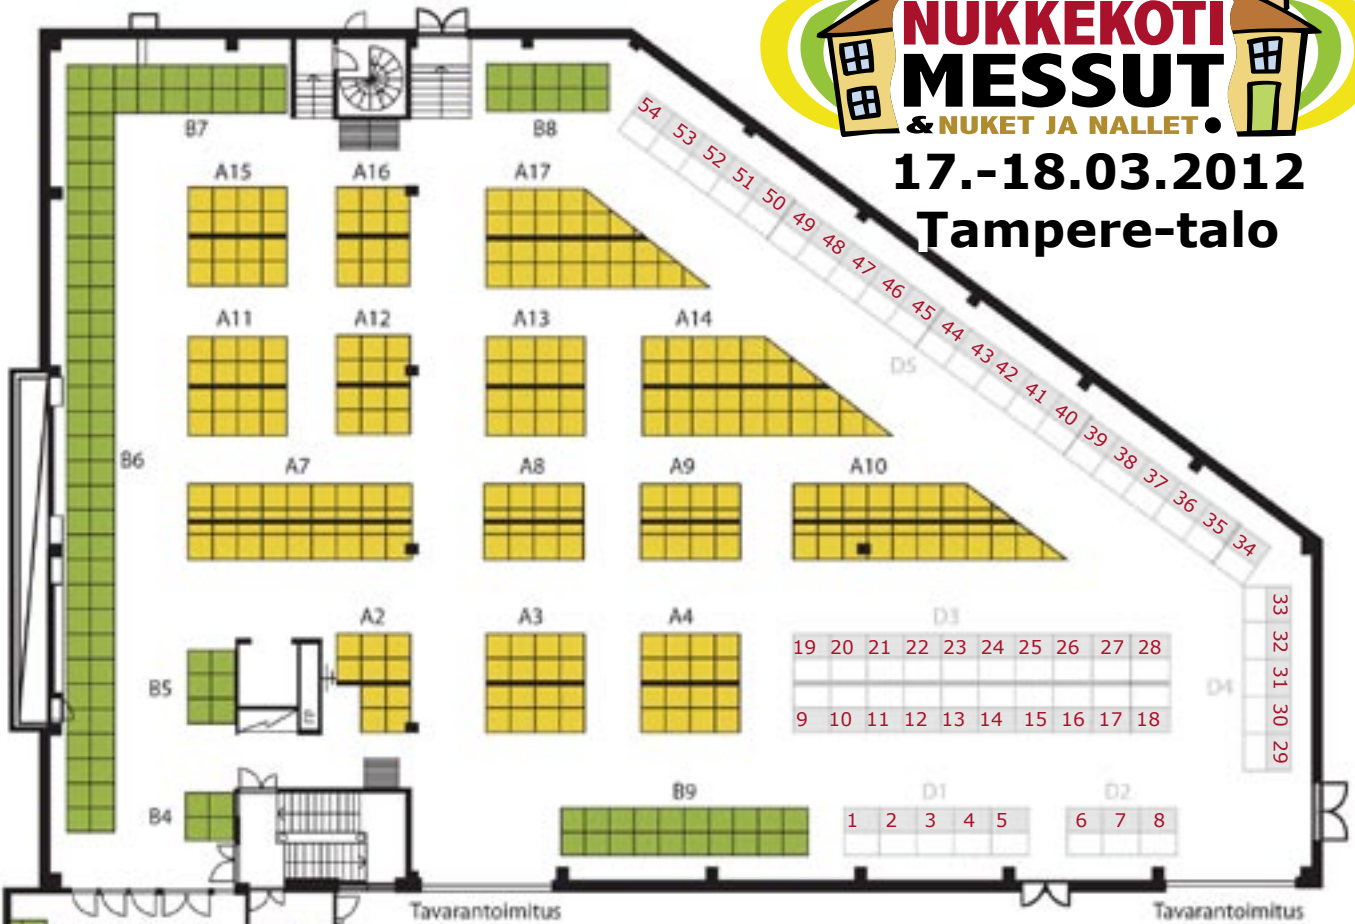 NUKKEKOTI
MESSUT
& NUKET JA NALLET
17.-18.03.2012
Tampere-talo
B7
B8
A15
A16
A17
54
53
52
51
50
49
48
47
46
45
44
43
42
41
40
39
38
37
36
35
34
D5
A11
A12
A13
A14
B6
A7
A8
A9
A10
33
32
31
30
29
D4
A2
A3
A4
D3
19 20 21 22 23 24 25 26 27 28
9 10 11 12 13 14 15 16 17 18
B5
TP
B4
B9
D1
D2
1 2 3 4 5
6 7 8
Tavarantoimitus
Tavarantoimitus